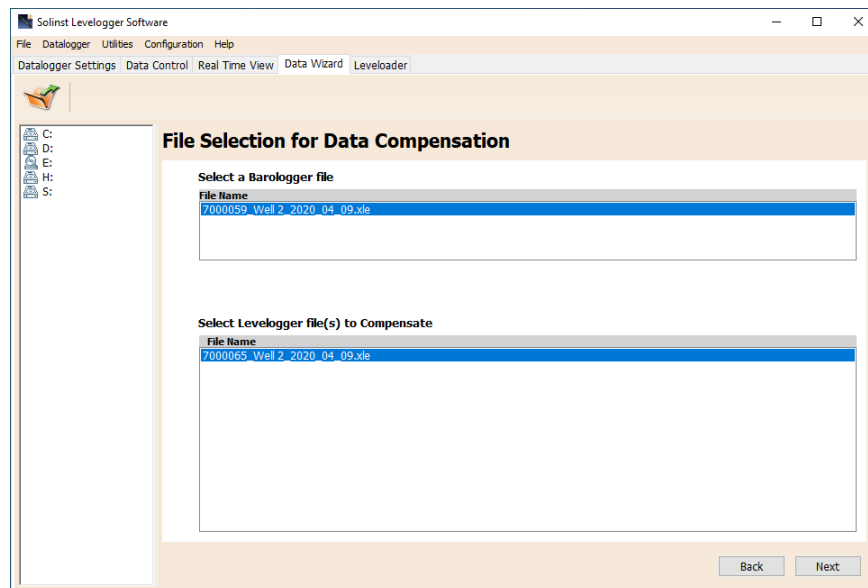 Solinst Levelogger Software
File Datalogger Utilities Configuration Help
Datalogger Settings Data Control Real Time View Data Wizard Leveloader
C:
D:
E:
H:
S:
File Selection for Data Compensation
Select a Barologger file
File Name
7000059_Well 2_2020_04_09.xle
Select Levelogger file(s) to Compensate
File Name
7000065_Well 2_2020_04_09.xle
Back Next